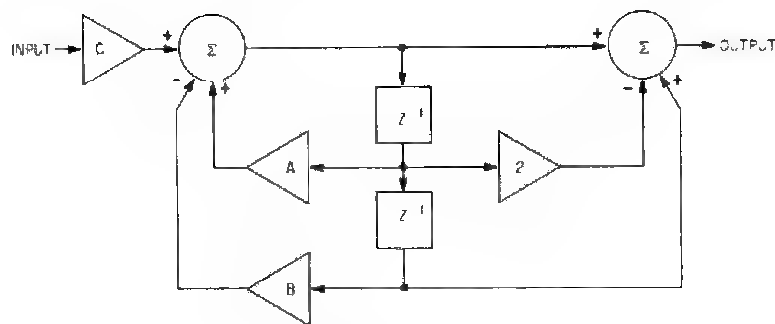 INPUT
C
+
Σ
-
+
+
Σ
-
+
OUTPUT
Z⁻¹
A
2
Z⁻¹
B